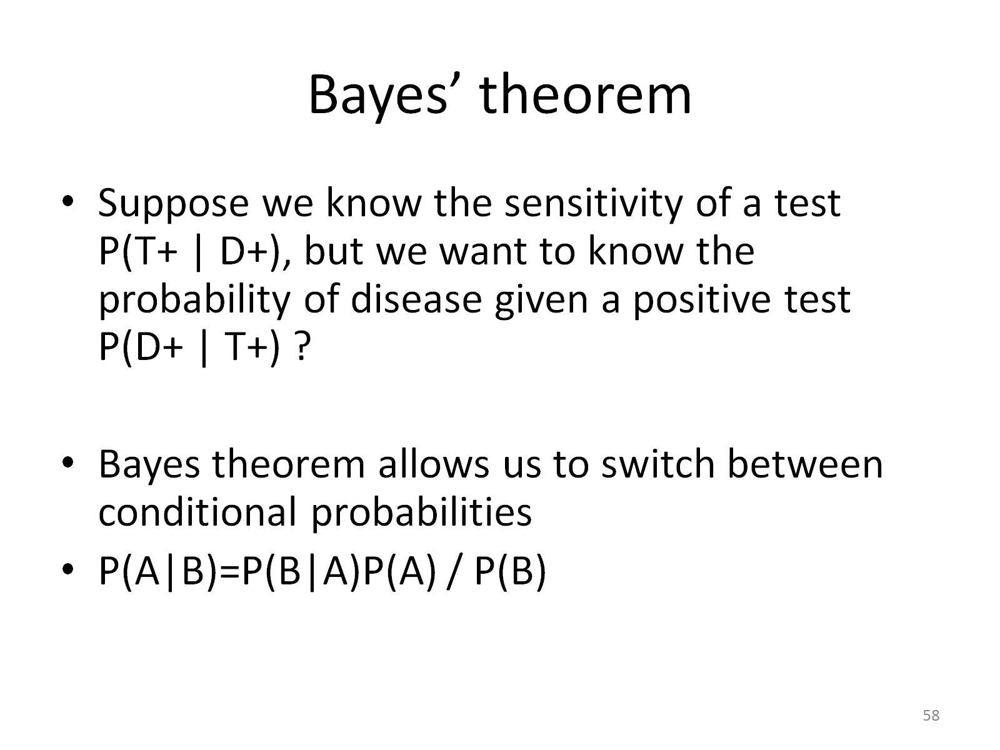 Bayes’ theorem
• Suppose we know the sensitivity of a test
P(T+ | D+), but we want to know the
probability of disease given a positive test
P(D+ | T+) ?
• Bayes theorem allows us to switch between
conditional probabilities
• P(A|B)=P(B|A)P(A) / P(B)
58